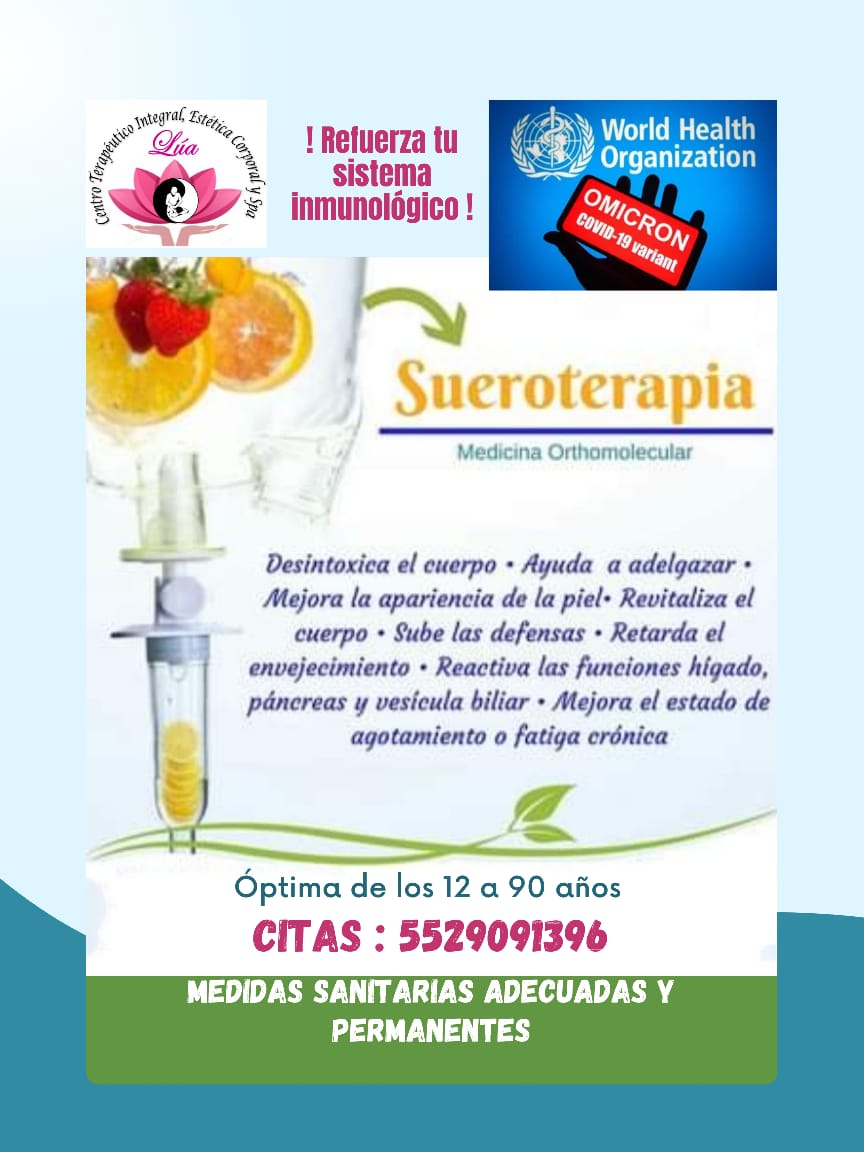 Centro Terapéutico Integral, Estética Corporal y Spa
Lúa
! Refuerza tu
sistema
inmunológico !
World Health
Organization
OMICRON
COVID-19 variant
Sueroterapia
Medicina Orthomolecular
Desintoxica el cuerpo • Ayuda a adelgazar •
Mejora la apariencia de la piel• Revitaliza el
cuerpo • Sube las defensas • Retarda el
envejecimiento • Reactiva las funciones hígado,
páncreas y vesícula biliar • Mejora el estado de
agotamiento o fatiga crónica
Óptima de los 12 a 90 años
CITAS : 5529091396
MEDIDAS SANITARIAS ADECUADAS Y
PERMANENTES